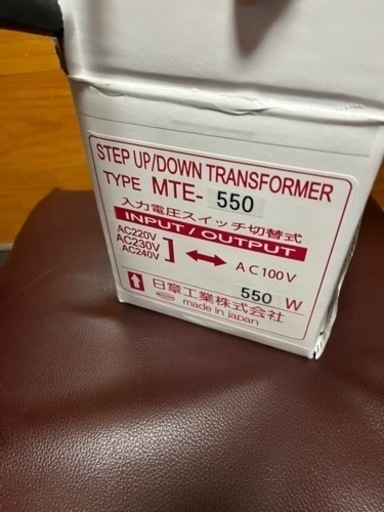 STEP UP/DOWN TRANSFORMER
TYPE MTE- 550
入力電圧スイッチ切替式
INPUT / OUTPUT
AC220V
AC230V
AC240V
AC100V
550 W
日章工業株式会社
made in japan